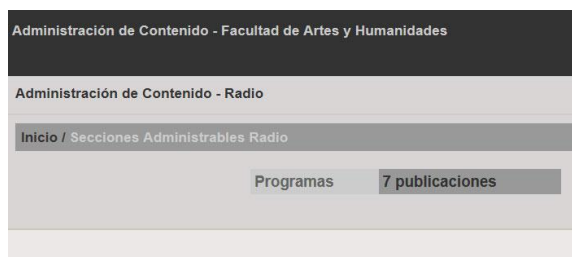 Administración de Contenido - Facultad de Artes y Humanidades
Administración de Contenido - Radio
Inicio / Secciones Administrables Radio
Programas 7 publicaciones